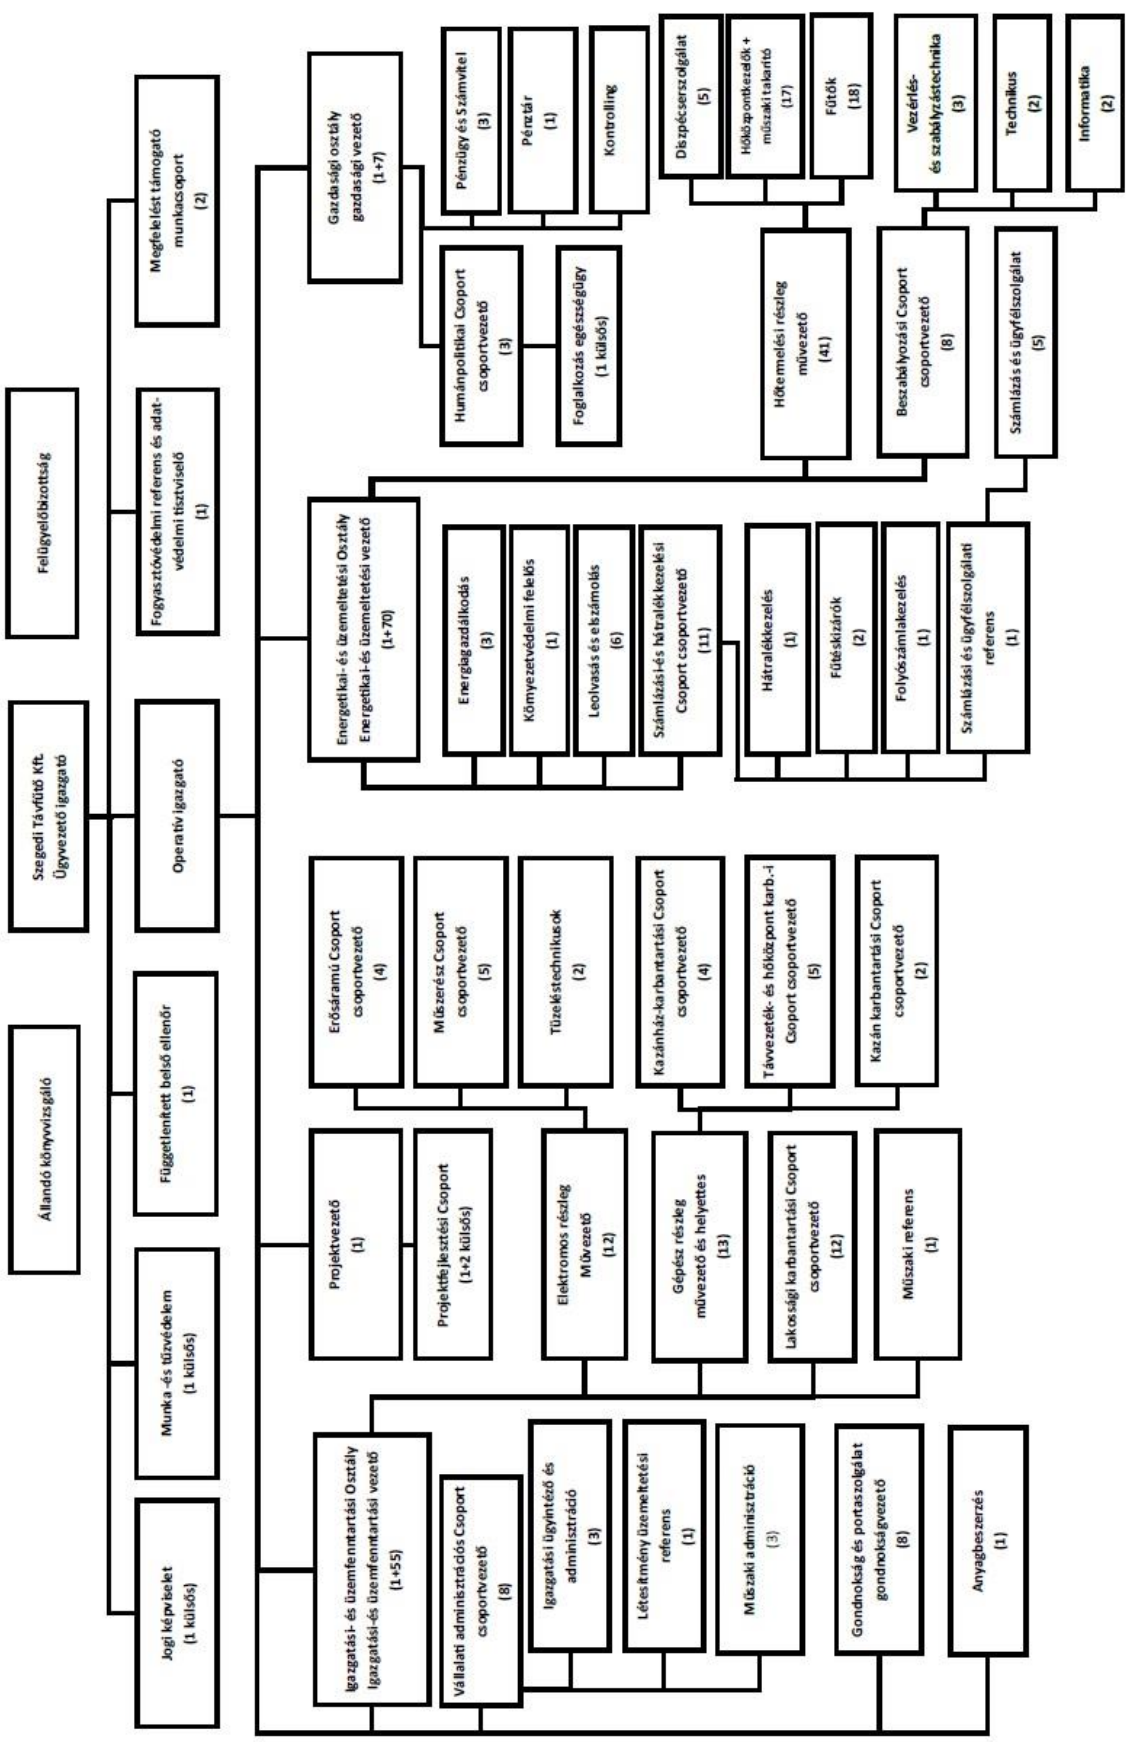 Állandó könyvvizsgáló
Szegedi Távfűtő Kft.
Ügyvezető igazgató
Felügyelőbizottság
Jogi képviselet
(1 külsős)
Munka -és tűzvédelem
(1 külsős)
Függetlenített belső ellenőr
(1)
Operatív igazgató
Fogyasztóvédelmi referens és adat-
védelmi tisztviselő
(1)
Megfelelést támogató
munkacsoport
(2)
Igazgatási- és üzemfenntartási Osztály
Igazgatási-és üzemfenntartási vezető
(1+55)
Vállalati adminisztrációs Csoport
csoportvezető
(8)
Igazgatási ügyintéző és
adminisztráció
(3)
Létesítmény üzemeltetési
referens
(1)
Műszaki adminisztráció
(3)
Gondnokság és portaszolgálat
gondnokságvezető
(8)
Anyagbeszerzés
(1)
Projektvezető
(1)
Projektfejlesztési Csoport
(1+2 külsős)
Elektromos részleg
Művezető
(12)
Gépész részleg
művezető és helyettes
(13)
Lakossági karbantartási Csoport
csoportvezető
(12)
Műszaki referens
(1)
Erősáramú Csoport
csoportvezető
(4)
Műszerész Csoport
csoportvezető
(5)
Tüzeléstechnikusok
(2)
Kazánház-karbantartási Csoport
csoportvezető
(4)
Távvezeték- és hőközpont karb.-i
Csoport csoportvezető
(5)
Kazán karbantartási Csoport
csoportvezető
(2)
Energetikai- és üzemeltetési Osztály
Energetikai-és üzemeltetési vezető
(1+70)
Energiagazdálkodás
(3)
Környezetvédelmi felelős
(1)
Leolvasás és elszámolás
(6)
Számlázási-és hátralékkezelési
Csoport csoportvezető
(11)
Hátralékkezelés
(1)
Fűtéskizárók
(2)
Folyószámlakezelés
(1)
Számlázási és ügyfélszolgálati
referens
(1)
Gazdasági osztály
gazdasági vezető
(1+7)
Humánpolitikai Csoport
csoportvezető
(3)
Foglalkozás egészségügy
(1 külsős)
Pénzügy és Számvitel
(3)
Pénztár
(1)
Kontrolling
Hőtermelési részleg
művezető
(41)
Beszabályozási Csoport
csoportvezető
(8)
Számlázás és ügyfélszolgálat
(5)
Diszpécserszolgálat
(5)
Hőközpontkezelők +
műszaki takarító
(17)
Fűtők
(18)
Vezérlés-
és szabályzástechnika
(3)
Technikus
(2)
Informatika
(2)